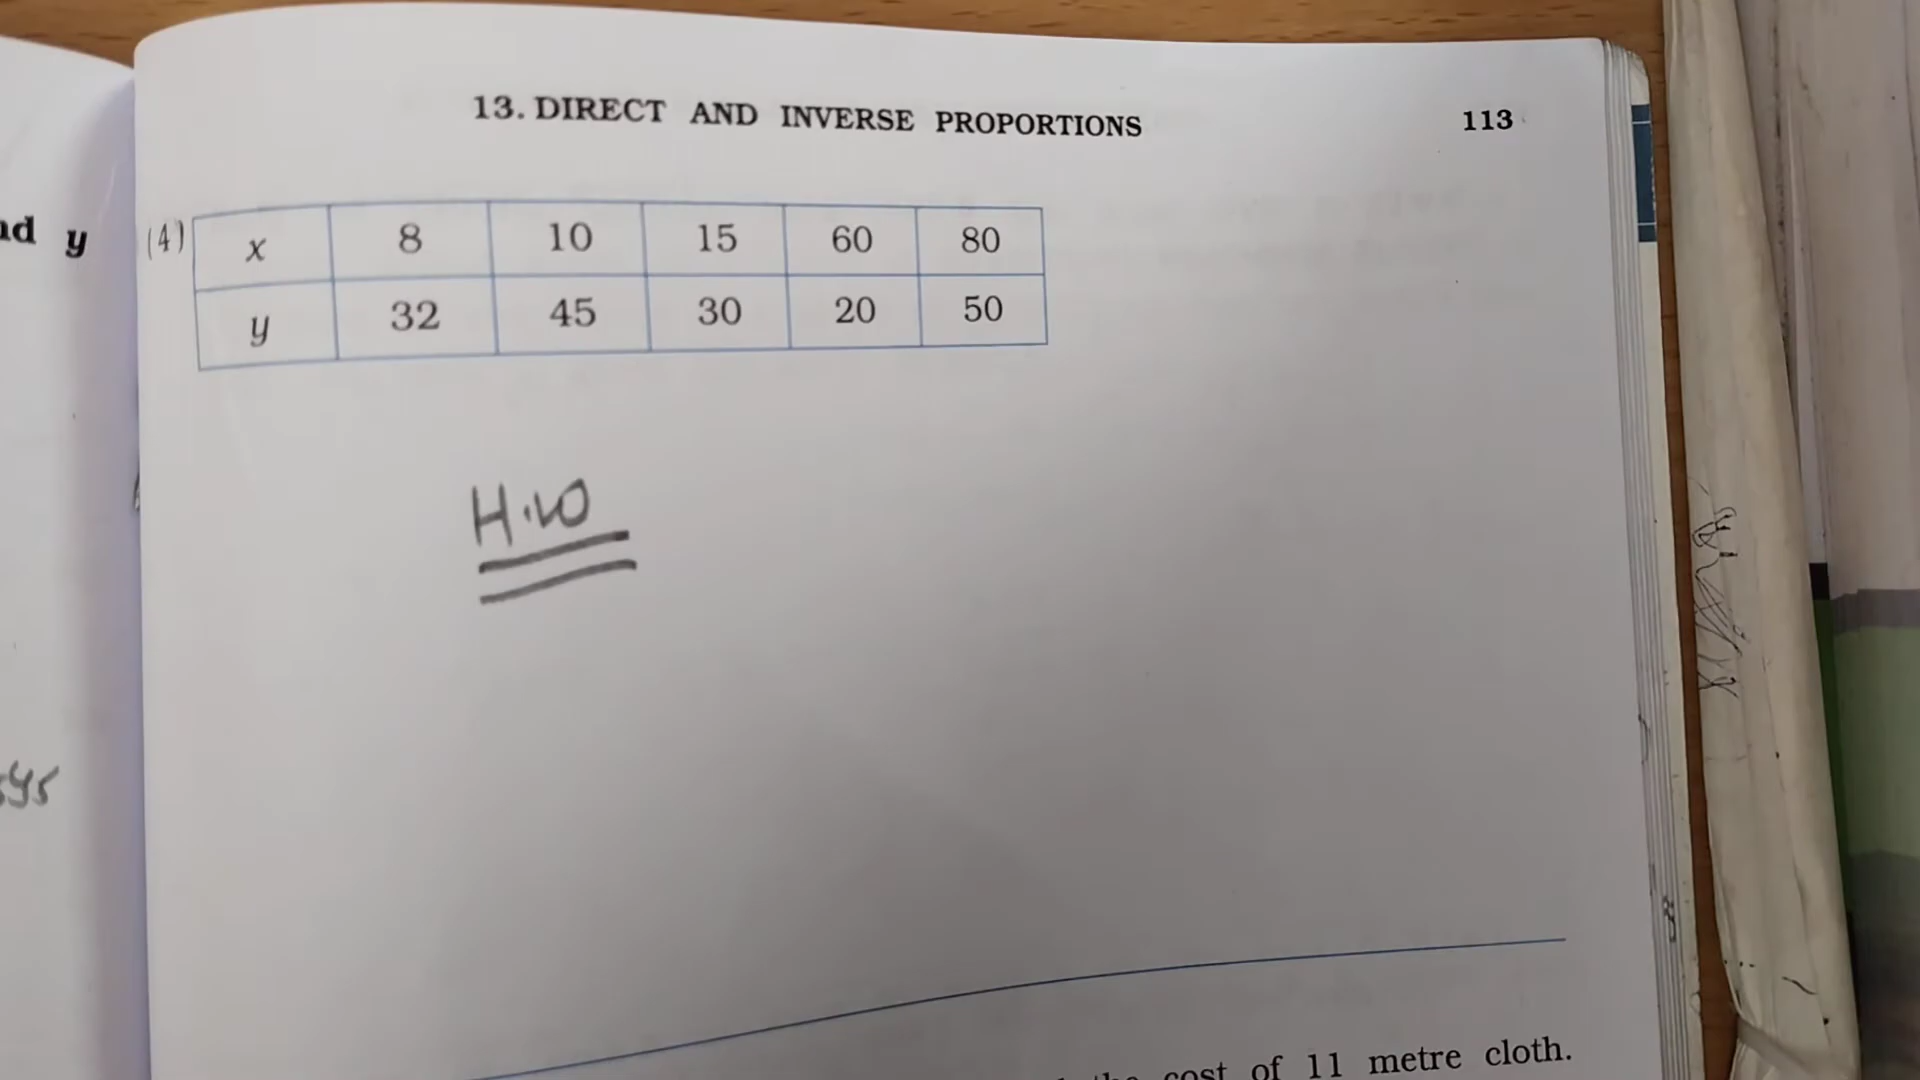 13. DIRECT AND INVERSE PROPORTIONS 113
nd y
(4) x 8 10 15 60 80
y 32 45 30 20 50
H.W
cost of 11 metre cloth.